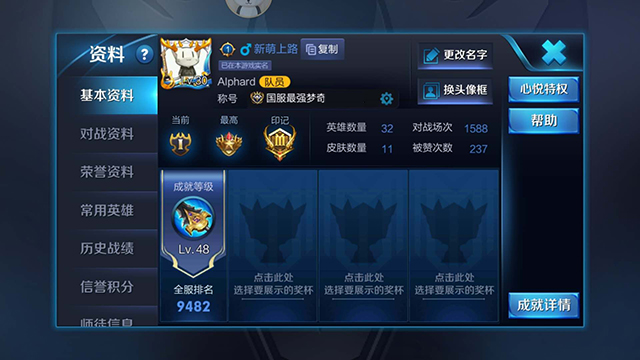 资料 ?
基本资料
对战资料
荣誉资料
常用英雄
历史战绩
信誉积分
师徒信息
Lv.30
新萌上路
复制
已在本游戏实名
Alphard 队员
称号 国服最强梦奇
更改名字
换头像框
心悦特权
帮助
当前 最高 印记
英雄数量 32 对战场次 1588
皮肤数量 11 被赞次数 237
成就等级
Lv.48
全服排名
9482
点击此处
选择要展示的奖杯
点击此处
选择要展示的奖杯
点击此处
选择要展示的奖杯
成就详情